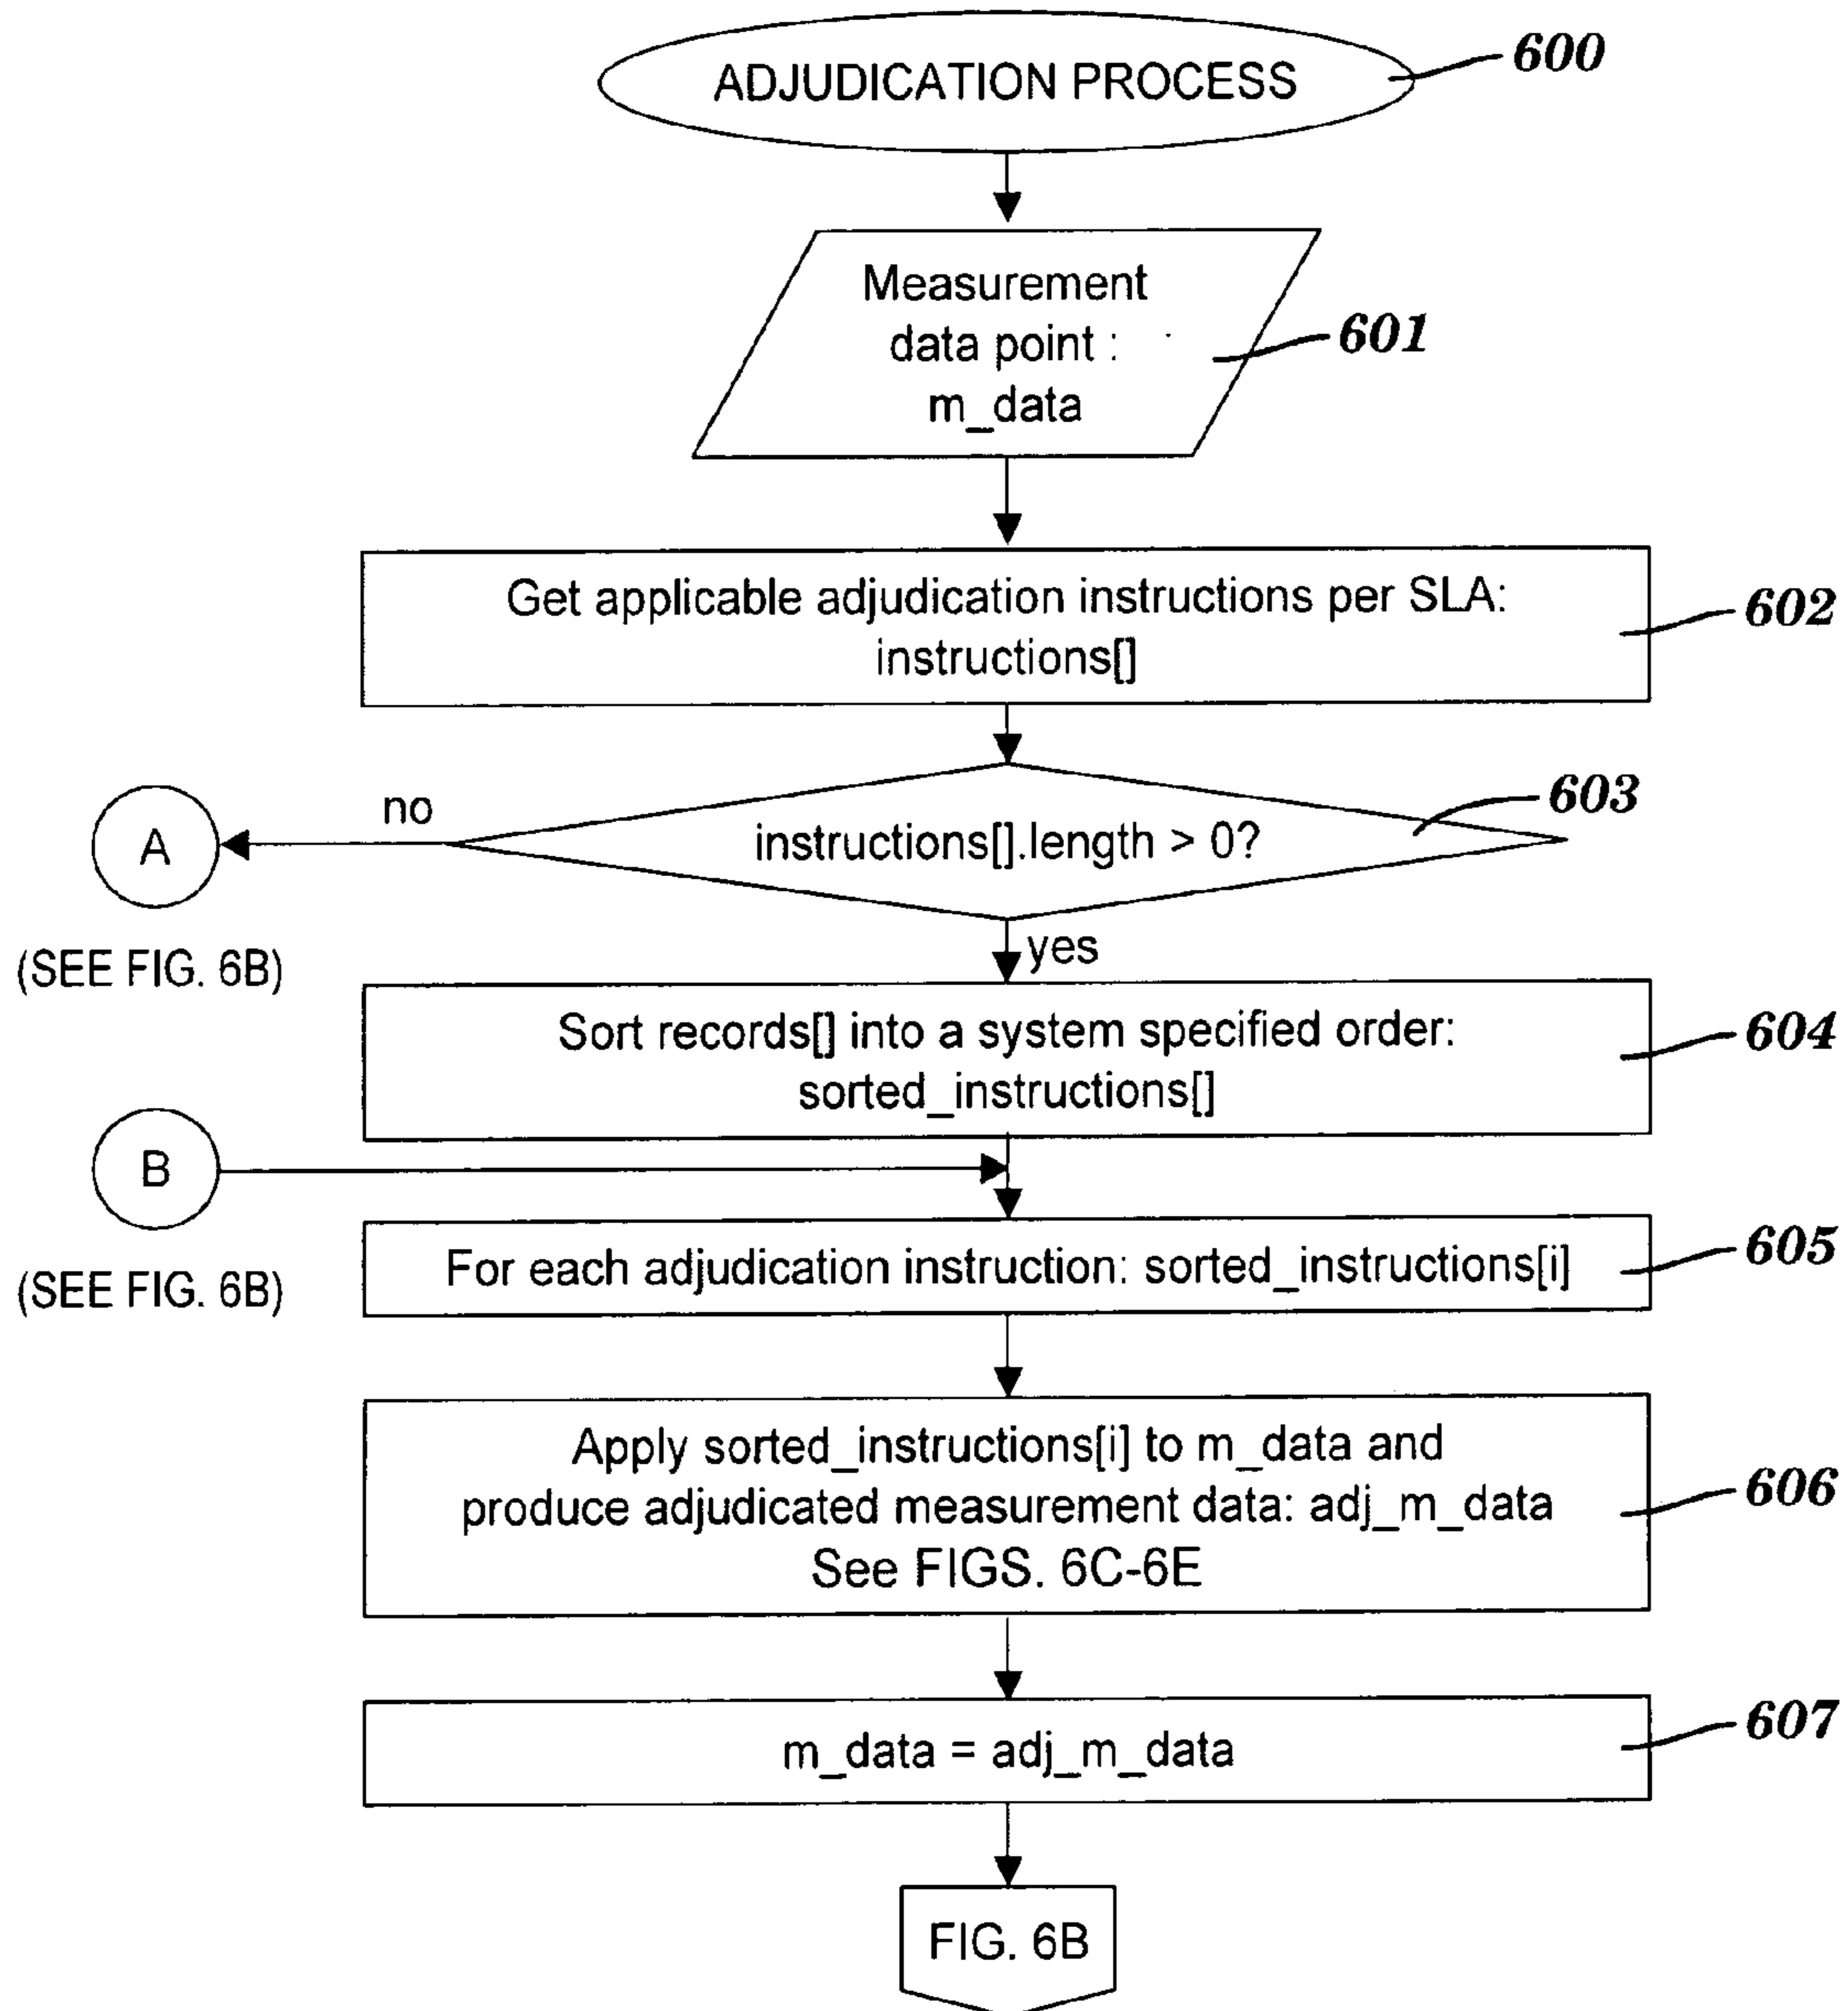 ADJUDICATION PROCESS
600
Measurement
data point :
m_data
601
Get applicable adjudication instructions per SLA:
instructions[]
602
A
(SEE FIG. 6B)
no
instructions[].length > 0?
603
yes
Sort records[] into a system specified order:
sorted_instructions[]
604
B
(SEE FIG. 6B)
For each adjudication instruction: sorted_instructions[i]
605
Apply sorted_instructions[i] to m_data and
produce adjudicated measurement data: adj_m_data
See FIGS. 6C-6E
606
m_data = adj_m_data
607
FIG. 6B